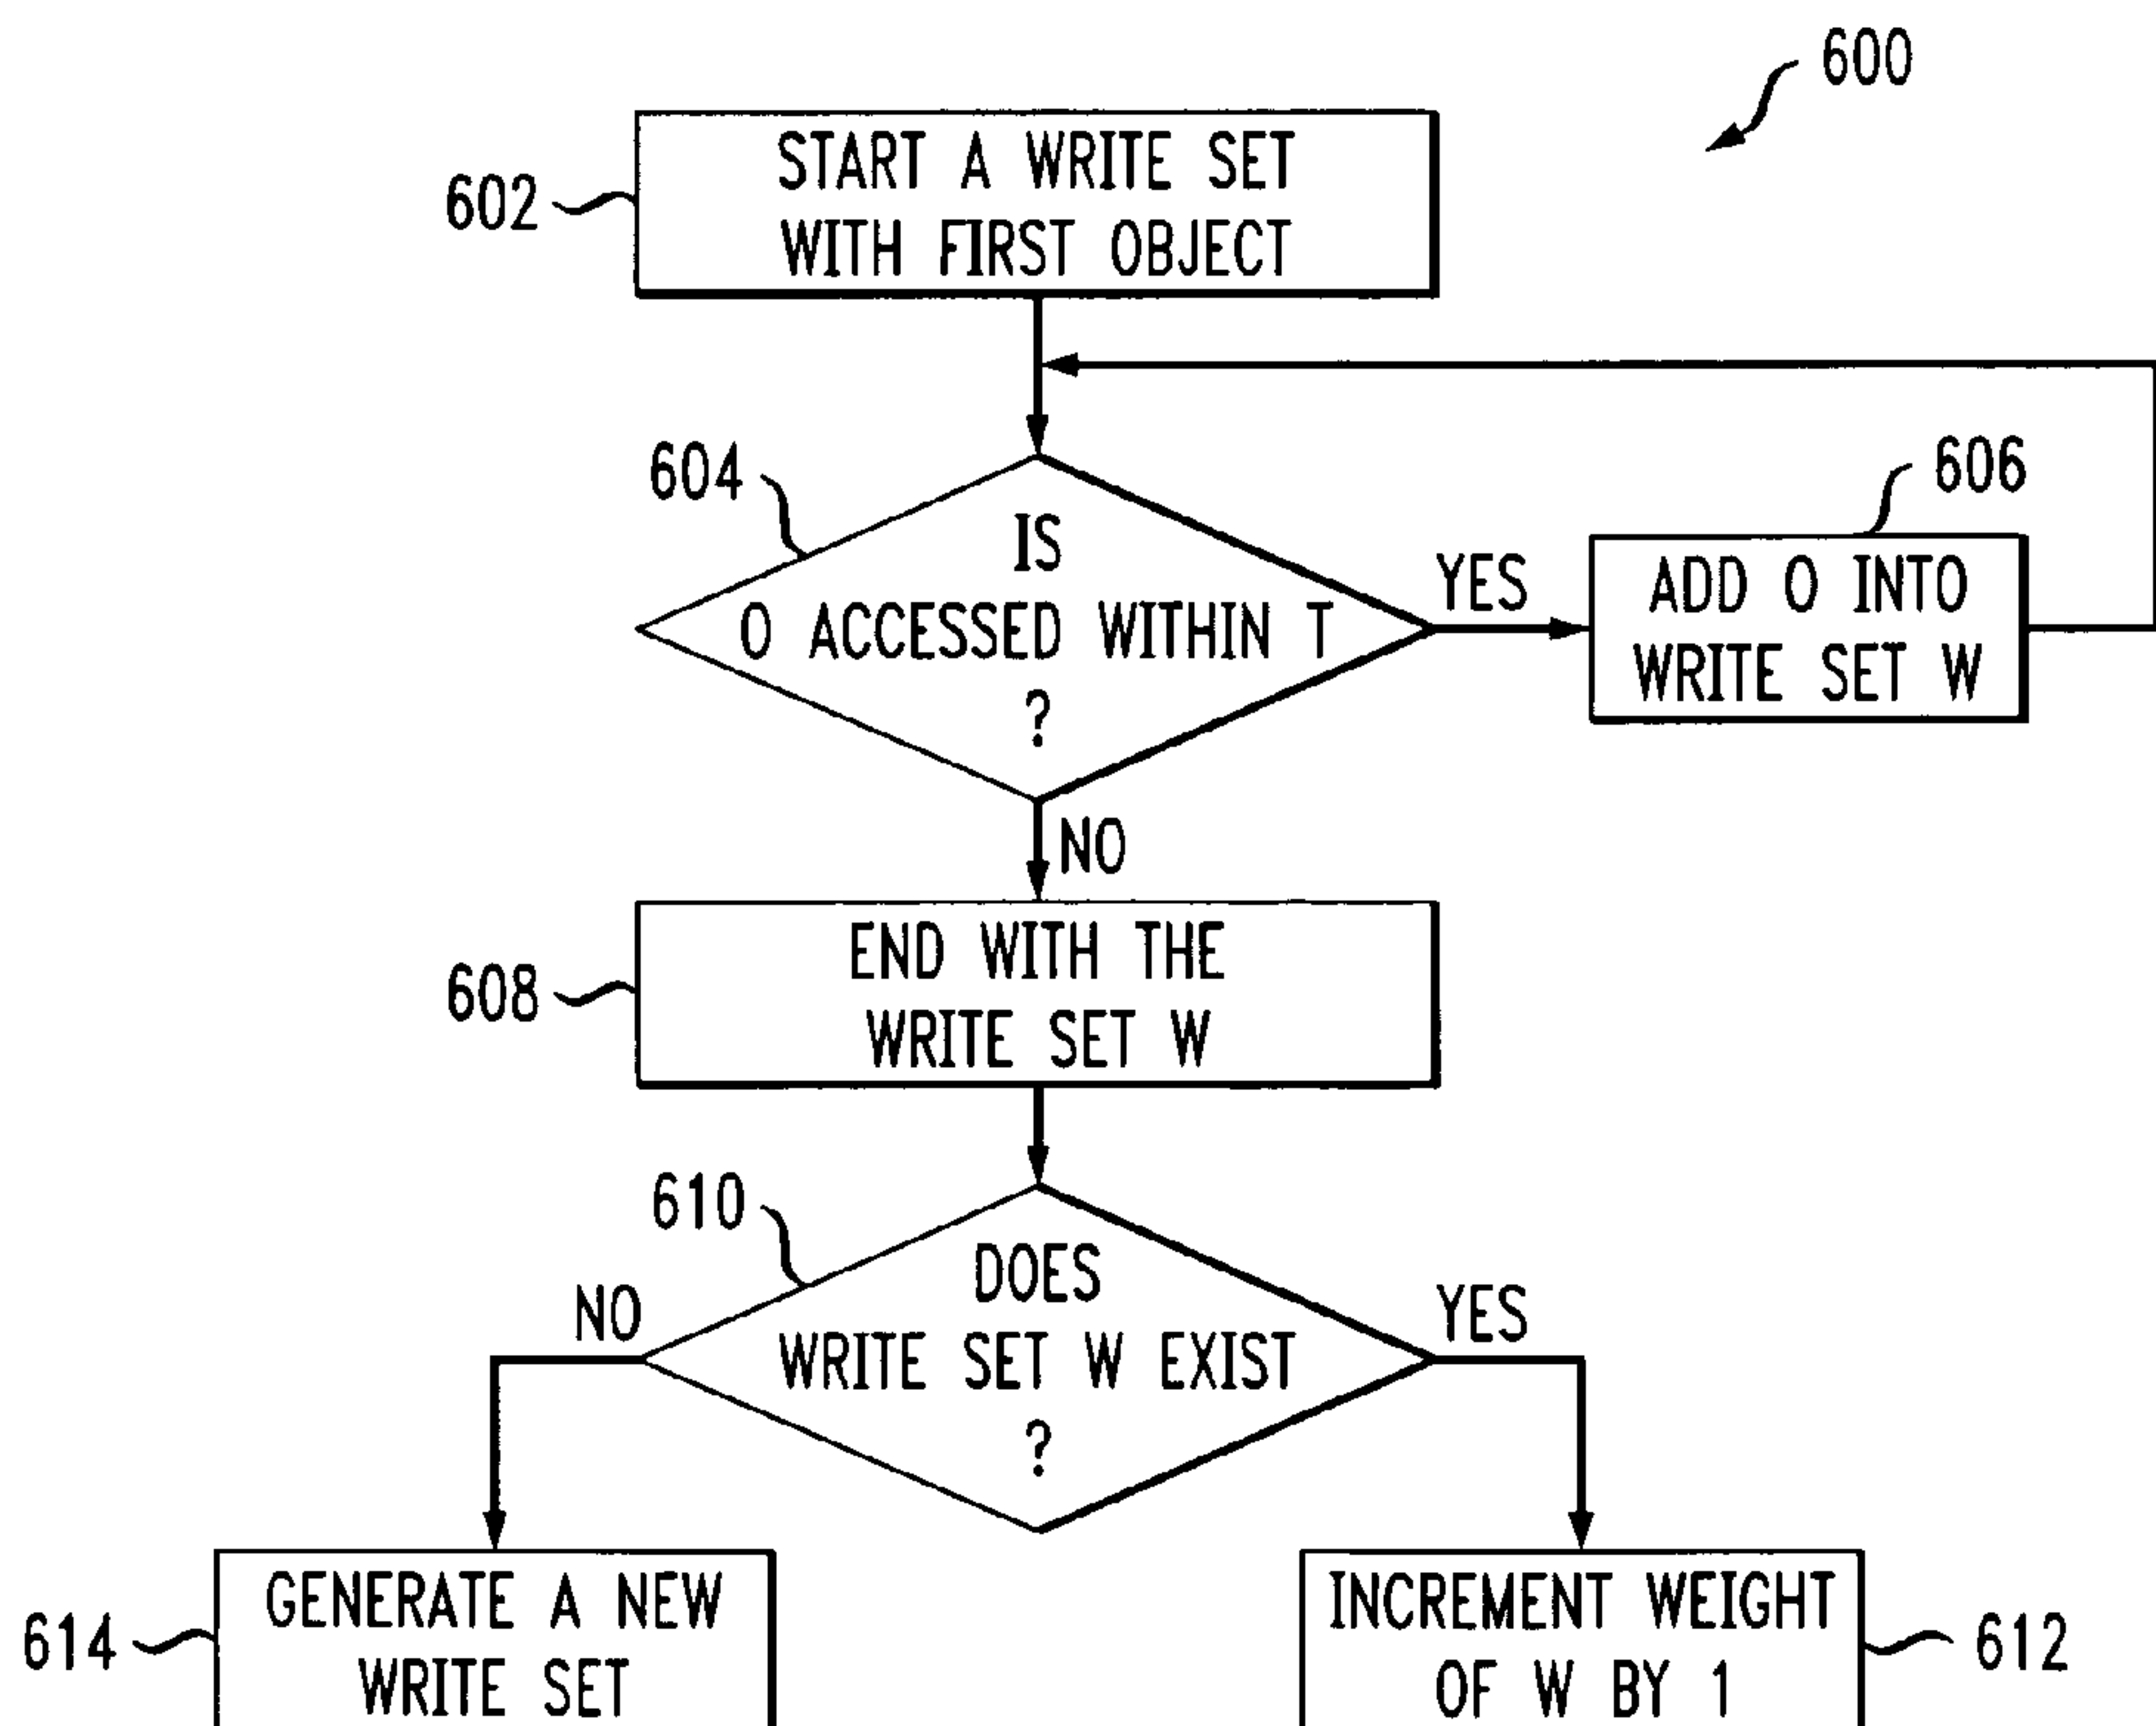 600
602
START A WRITE SET
WITH FIRST OBJECT
604
IS
O ACCESSED WITHIN T
?
YES
606
ADD O INTO
WRITE SET W
NO
608
END WITH THE
WRITE SET W
610
DOES
WRITE SET W EXIST
?
NO
YES
614
GENERATE A NEW
WRITE SET
INCREMENT WEIGHT
OF W BY 1
612